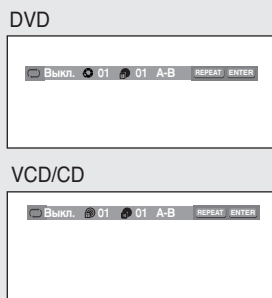 DVD
Выкл. 01 01 A-B REPEAT ENTER
VCD/CD
Выкл. 01 01 A-B REPEAT ENTER